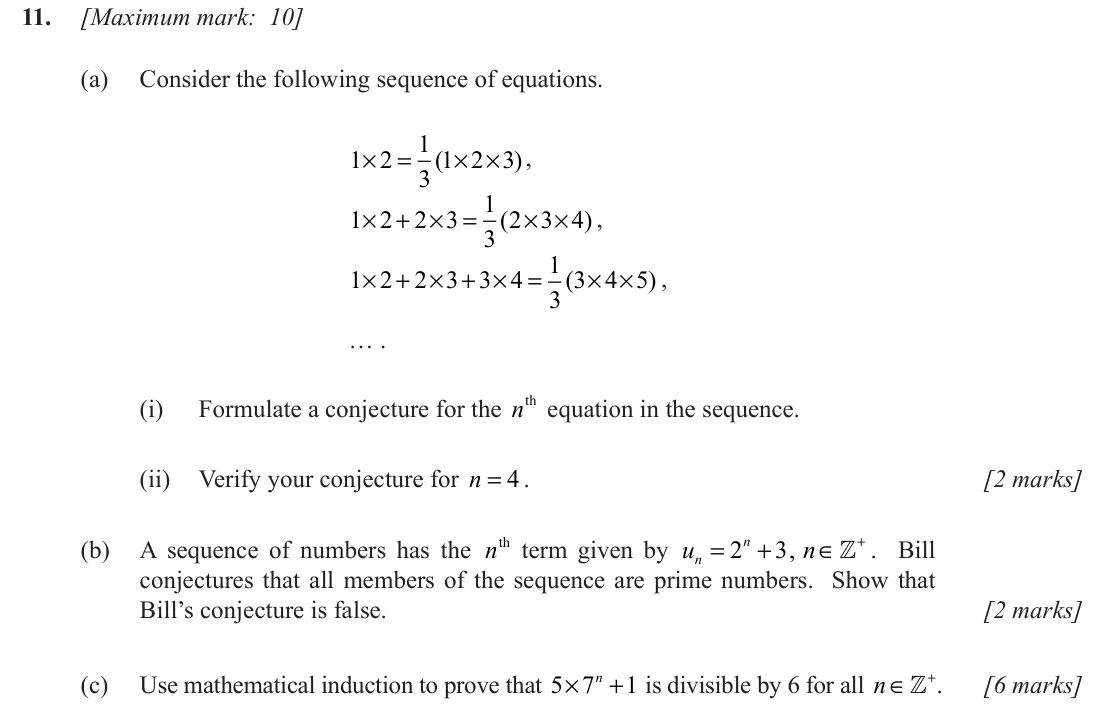 11. [Maximum mark: 10]
(a) Consider the following sequence of equations.
1×2 = 1/3 (1×2×3),
1×2+2×3 = 1/3 (2×3×4),
1×2+2×3+3×4 = 1/3 (3×4×5),
… .
(i) Formulate a conjecture for the nᵗʰ equation in the sequence.
(ii) Verify your conjecture for n = 4. [2 marks]
(b) A sequence of numbers has the nᵗʰ term given by uₙ = 2ⁿ + 3, n ∈ ℤ⁺. Bill
conjectures that all members of the sequence are prime numbers. Show that
Bill’s conjecture is false. [2 marks]
(c) Use mathematical induction to prove that 5×7ⁿ +1 is divisible by 6 for all n ∈ ℤ⁺. [6 marks]